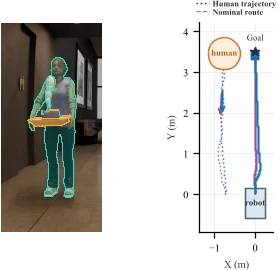 Human trajectory
Nominal route
4
3
2
1
0
Y (m)
human
Goal
robot
−1
0
X (m)